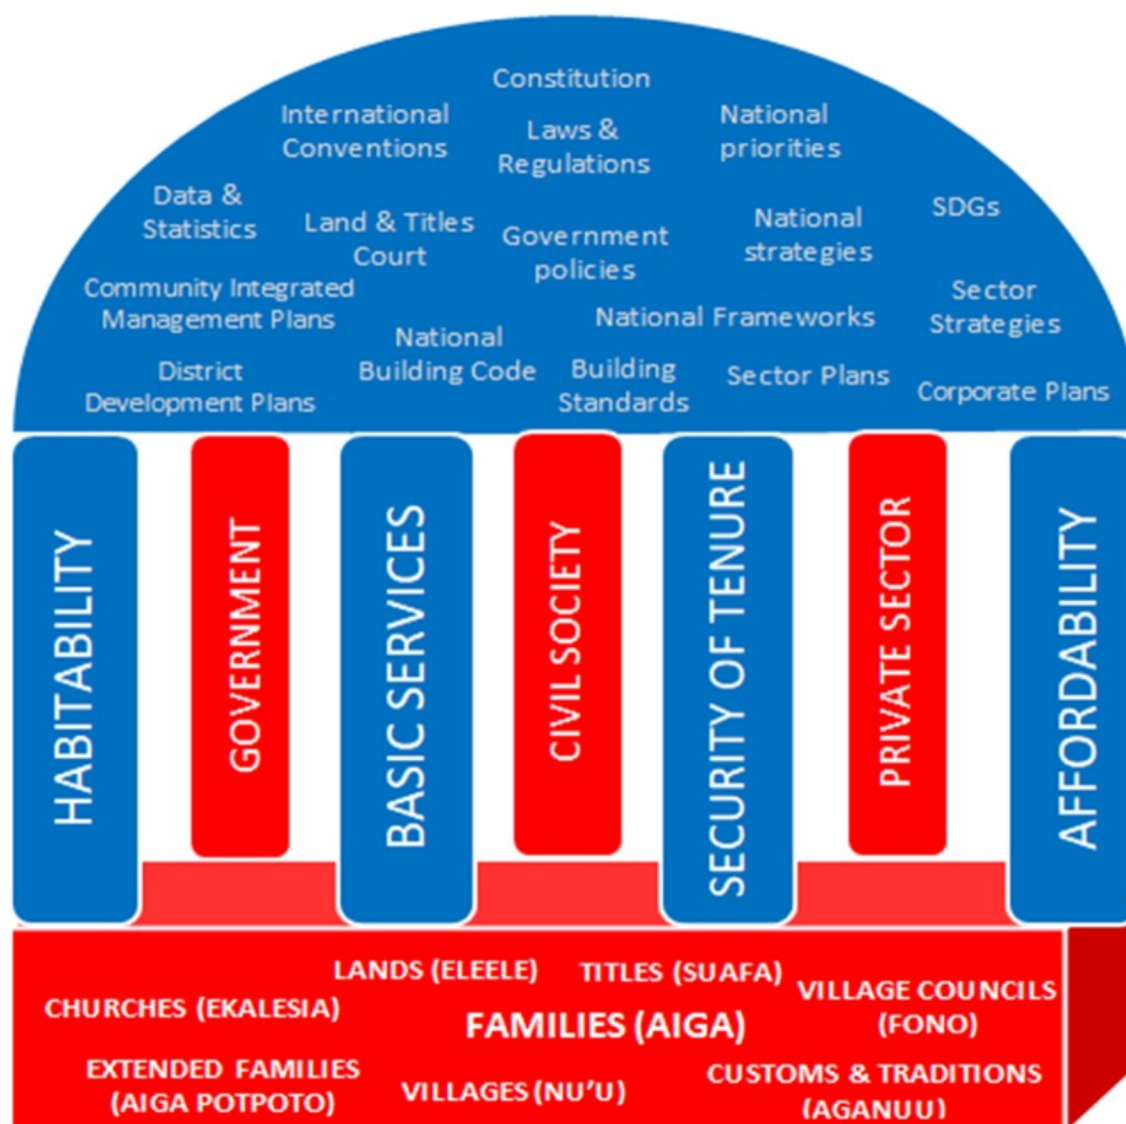 Constitution
International
Conventions
Laws &
Regulations
National
priorities
Data &
Statistics
Land & Titles
Court
Government
policies
National
strategies
SDGs
Community Integrated
Management Plans
National
Building Code
National Frameworks
Sector
Strategies
District
Development Plans
Building
Standards
Sector Plans
Corporate Plans
HABITABILITY
GOVERNMENT
BASIC SERVICES
CIVIL SOCIETY
SECURITY OF TENURE
PRIVATE SECTOR
AFFORDABILITY
LANDS (ELEELE)
TITLES (SUAFA)
CHURCHES (EKALESIA)
FAMILIES (AIGA)
VILLAGE COUNCILS
(FONO)
EXTENDED FAMILIES
(AIGA POTPOTO)
VILLAGES (NU'U)
CUSTOMS & TRADITIONS
(AGANUU)